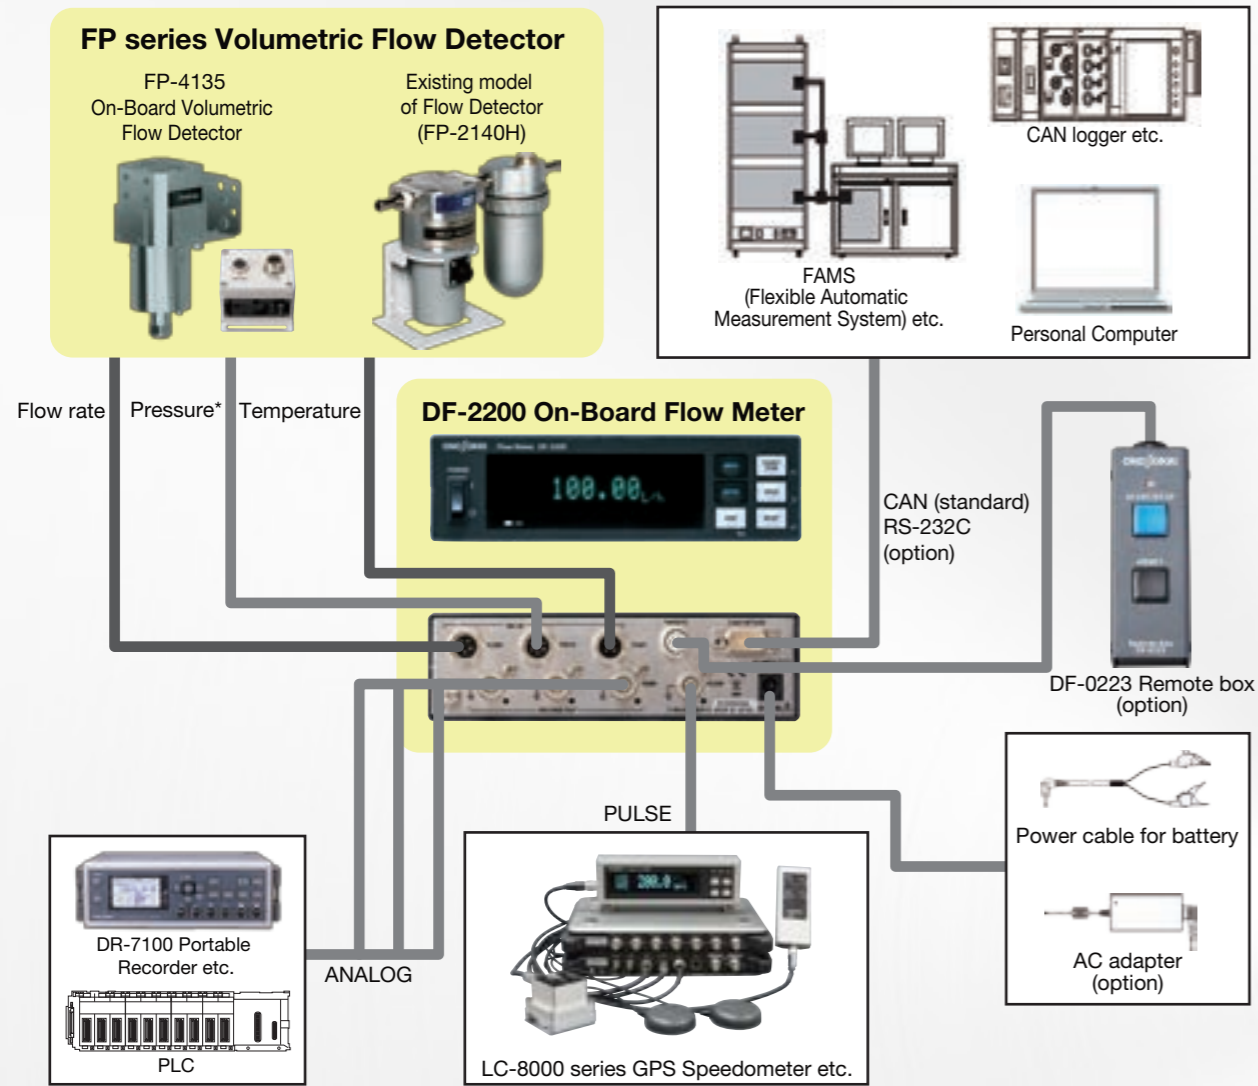 FP series Volumetric Flow Detector
FP-4135
On-Board Volumetric
Flow Detector
Existing model
of Flow Detector
(FP-2140H)
FAMS
(Flexible Automatic
Measurement System) etc.
CAN logger etc.
Personal Computer
Flow rate
Pressure*
Temperature
DF-2200 On-Board Flow Meter
100.00
CAN (standard)
RS-232C
(option)
DF-0223 Remote box
(option)
PULSE
ANALOG
DR-7100 Portable
Recorder etc.
PLC
200.0
LC-8000 series GPS Speedometer etc.
Power cable for battery
AC adapter
(option)